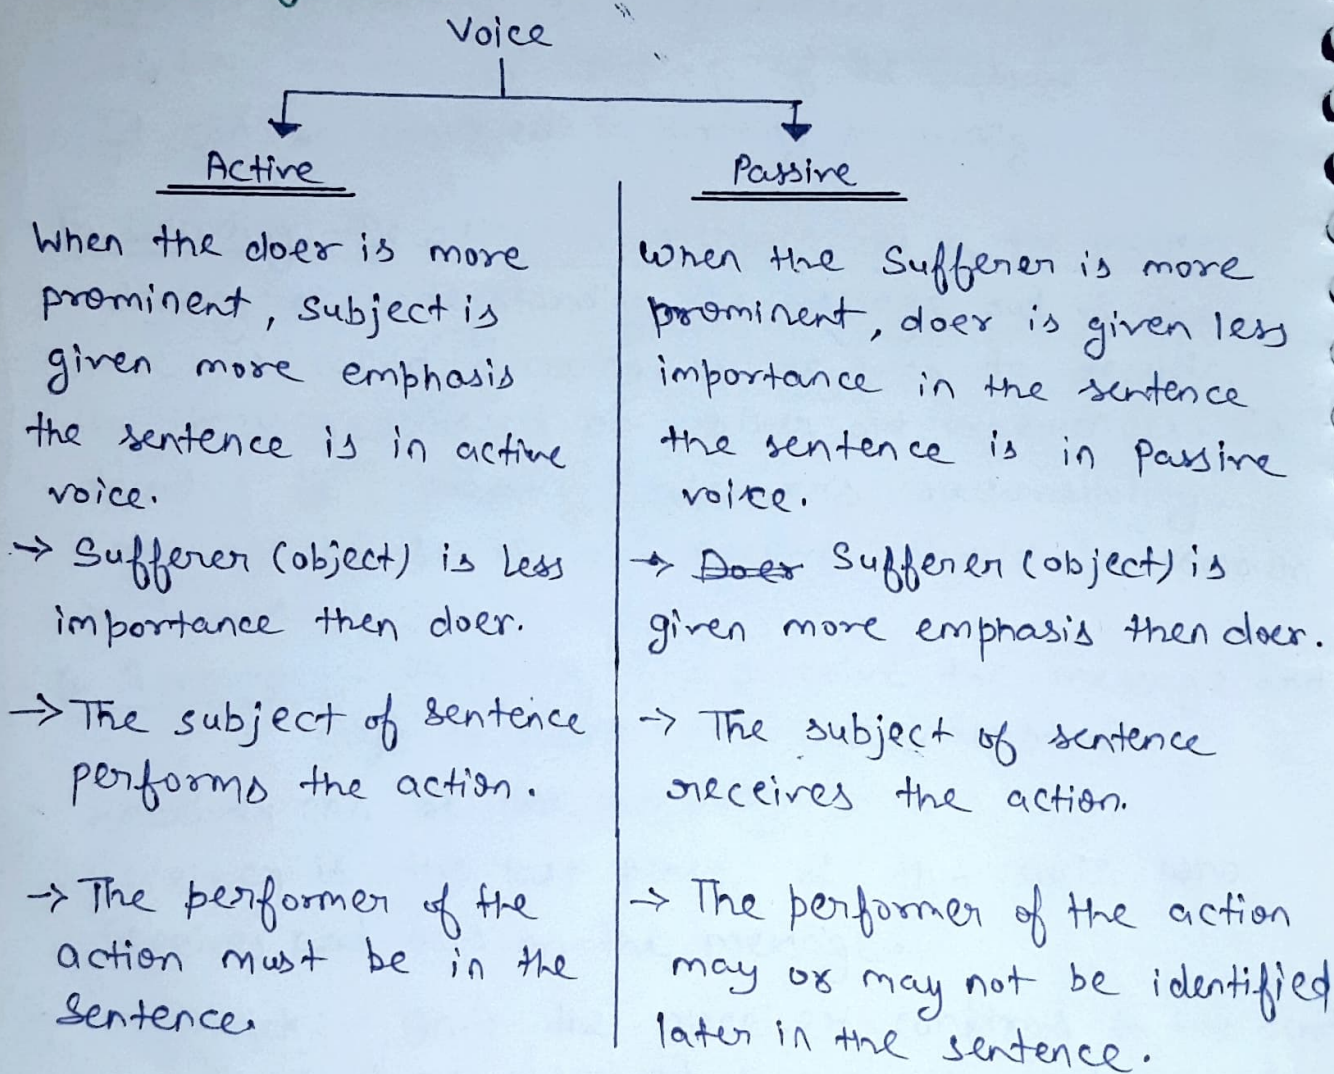 Voice
Active
When the doer is more
prominent, subject is
given more emphasis
the sentence is in active
voice.
→ Sufferer (object) is less
importance then doer.
→ The subject of sentence
performs the action.
→ The performer of the
action must be in the
sentence.
Passive
When the Sufferer is more
prominent, doer is given less
importance in the sentence
the sentence is in passive
voice.
→ Doer Sufferer (object) is
given more emphasis then doer.
→ The subject of sentence
receives the action.
→ The performer of the action
may or may not be identified
later in the sentence.